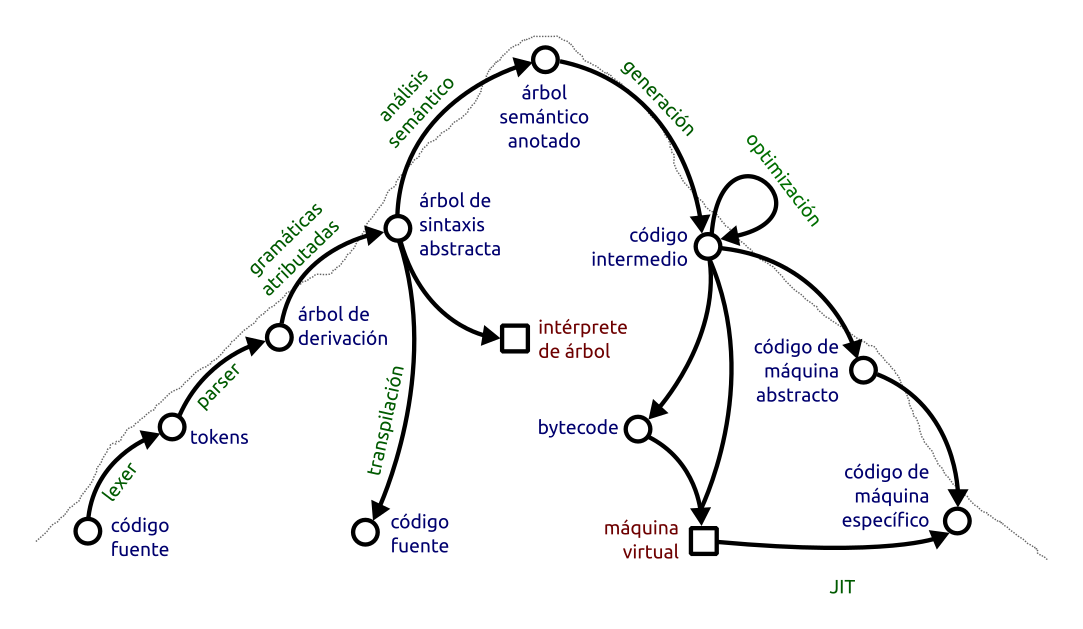 análisis
semántico
generación
árbol
semántico
anotado
optimización
árbol de
sintaxis
abstracta
gramáticas
atributadas
código
intermedio
árbol de
derivación
intérprete
de árbol
código de
máquina
abstracto
parser
transpilación
tokens
bytecode
lexer
código de
máquina
específico
código
fuente
código
fuente
máquina
virtual
JIT